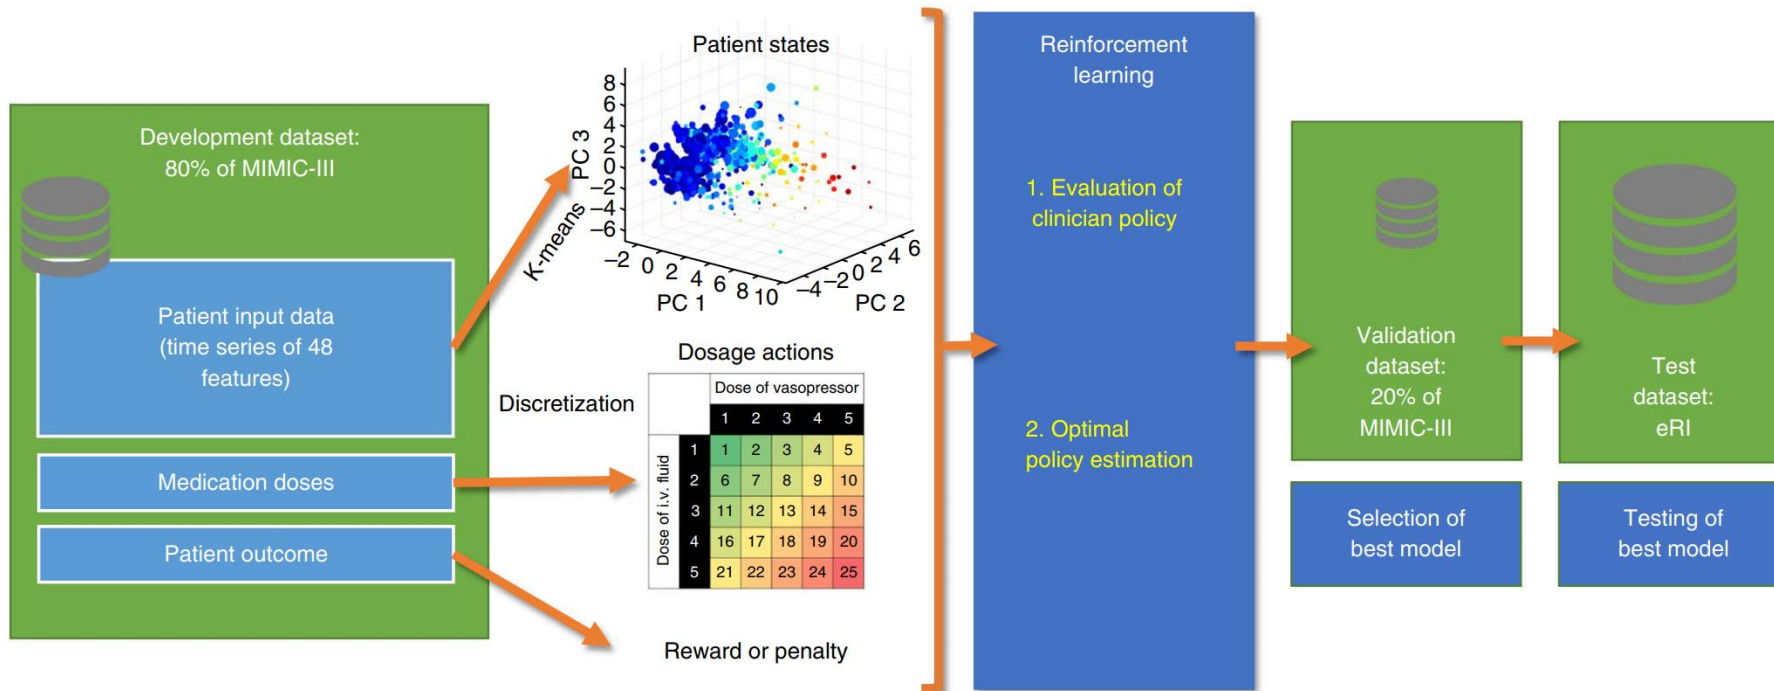 Development dataset:
80% of MIMIC-III
Patient input data
(time series of 48
features)
Medication doses
Patient outcome
K-means
Discretization
Patient states
PC 3
8
6
4
2
0
−2
−4
−6
−2 0 2 4 6 8 10
PC 1
−4 −2 0 2 4 6
PC 2
Dosage actions
Dose of vasopressor
1 2 3 4 5
Dose of i.v. fluid
1 1 2 3 4 5
2 6 7 8 9 10
3 11 12 13 14 15
4 16 17 18 19 20
5 21 22 23 24 25
Reward or penalty
Reinforcement
learning
1. Evaluation of
clinician policy
2. Optimal
policy estimation
Validation
dataset:
20% of
MIMIC-III
Selection of
best model
Test
dataset:
eRI
Testing of
best model